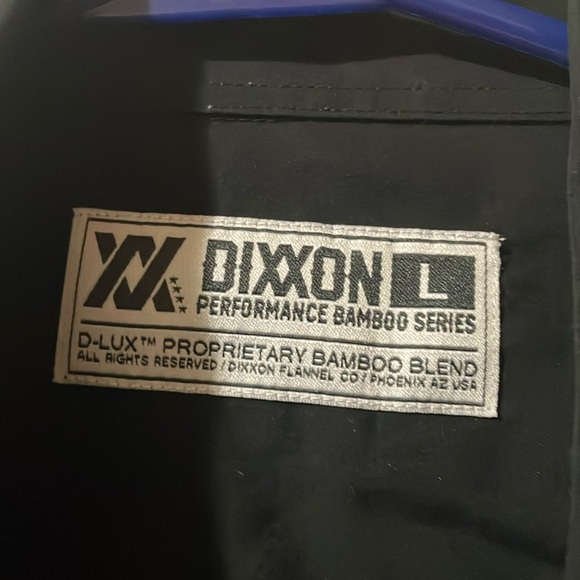 DIXXON L
PERFORMANCE BAMBOO SERIES
D-LUX™ PROPRIETARY BAMBOO BLEND
ALL RIGHTS RESERVED / DIXXON FLANNEL CO / PHOENIX AZ USA